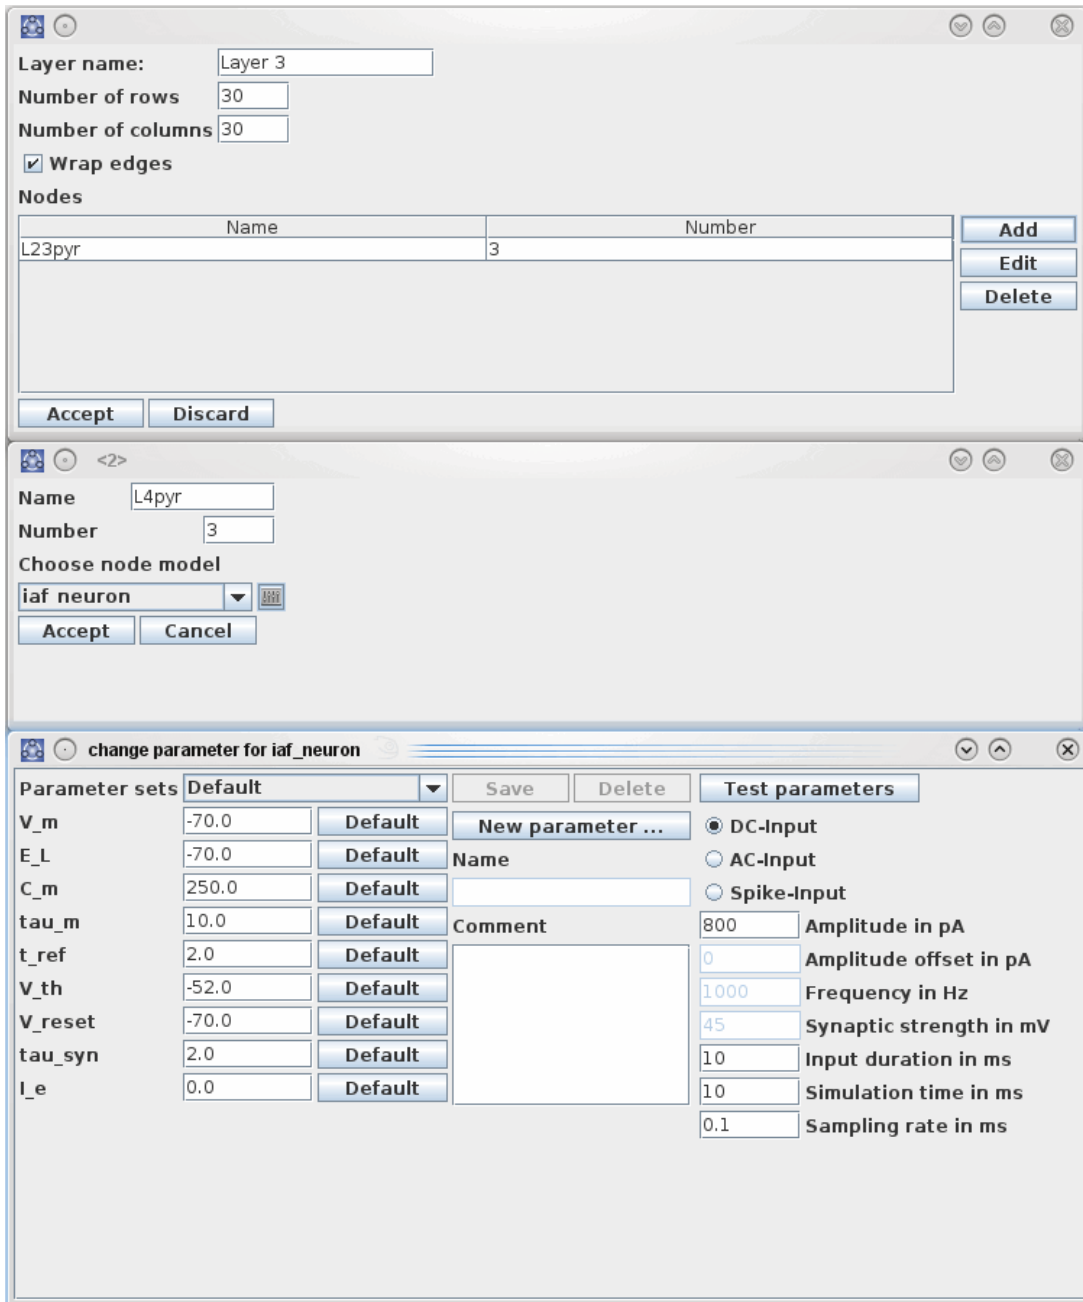 Layer name: Layer 3
Number of rows 30
Number of columns 30
Wrap edges
Nodes
Name Number
L23pyr 3
Add
Edit
Delete
Accept Discard
<2>
Name L4pyr
Number 3
Choose node model
iaf neuron
Accept Cancel
change parameter for iaf_neuron
Parameter sets Default Save Delete Test parameters
V_m -70.0 Default New parameter ... DC-Input
E_L -70.0 Default Name AC-Input
C_m 250.0 Default Spike-Input
tau_m 10.0 Default Comment 800 Amplitude in pA
t_ref 2.0 Default 0 Amplitude offset in pA
V_th -52.0 Default 1000 Frequency in Hz
V_reset -70.0 Default 45 Synaptic strength in mV
tau_syn 2.0 Default 10 Input duration in ms
I_e 0.0 Default 10 Simulation time in ms
0.1 Sampling rate in ms